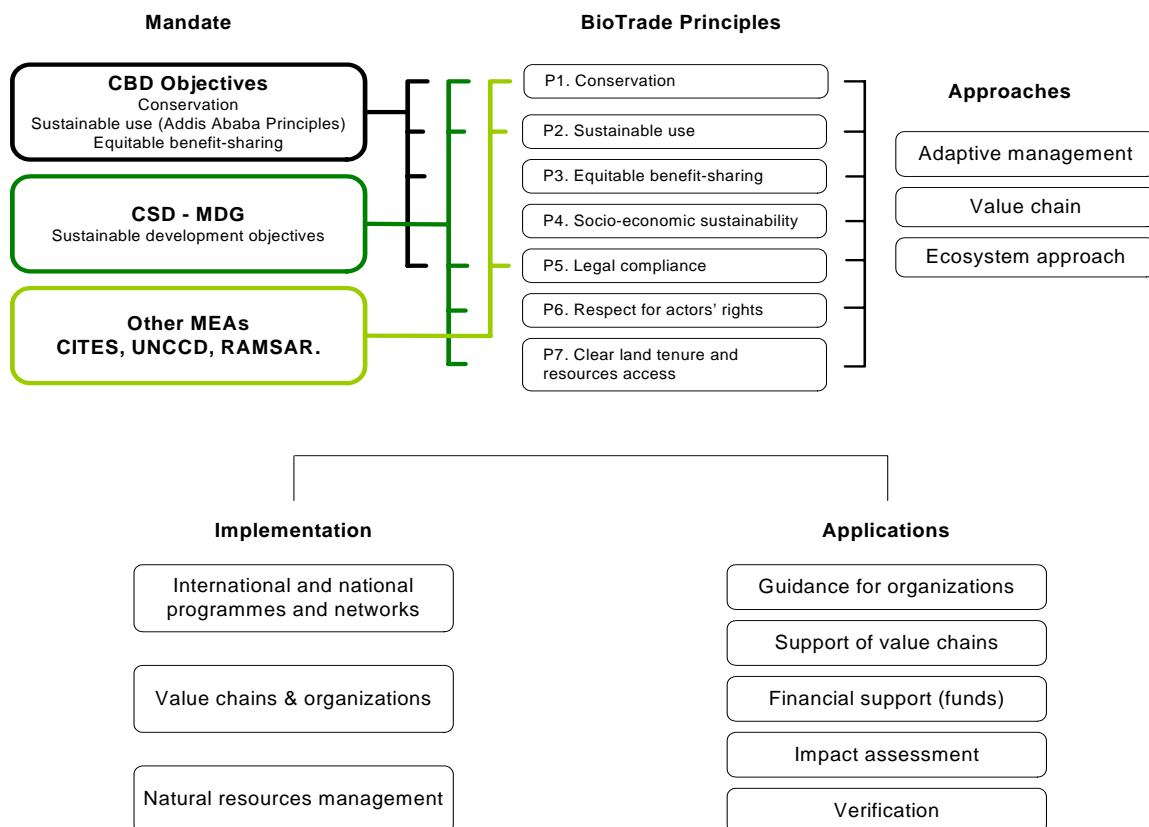 Mandate
BioTrade Principles
Approaches
CBD Objectives
Conservation
Sustainable use (Addis Ababa Principles)
Equitable benefit-sharing
CSD - MDG
Sustainable development objectives
Other MEAs
CITES, UNCCD, RAMSAR.
P1. Conservation
P2. Sustainable use
P3. Equitable benefit-sharing
P4. Socio-economic sustainability
P5. Legal compliance
P6. Respect for actors’ rights
P7. Clear land tenure and
resources access
Adaptive management
Value chain
Ecosystem approach
Implementation
International and national
programmes and networks
Value chains & organizations
Natural resources management
Applications
Guidance for organizations
Support of value chains
Financial support (funds)
Impact assessment
Verification